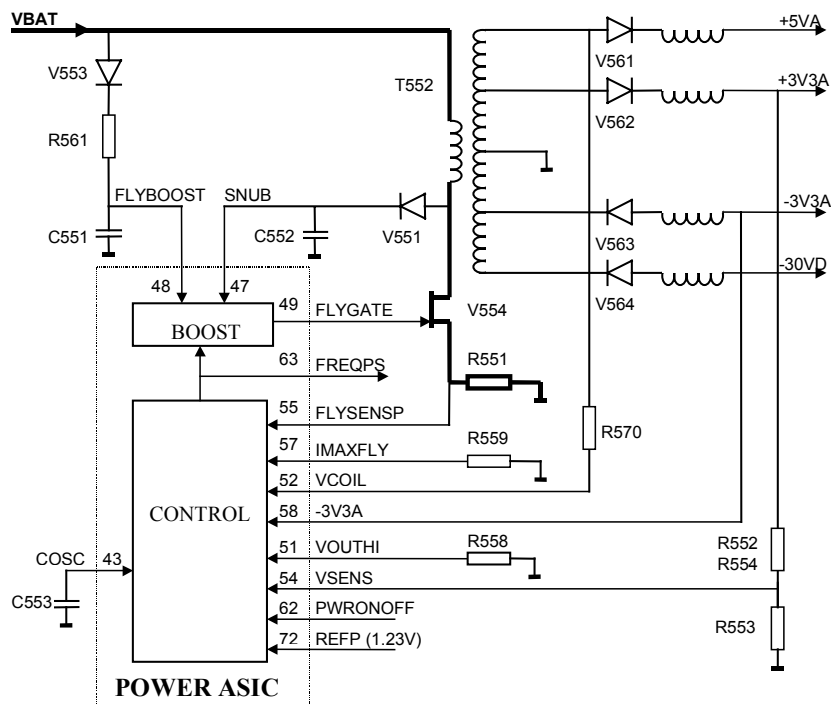 VBAT
+5VA
V553
V561
T552
+3V3A
R561
V562
FLYBOOST
SNUB
-3V3A
C551
C552
V551
V563
-30VD
48
47
V564
49
FLYGATE
V554
BOOST
63
FREQPS
R551
55
FLYSENSP
57
IMAXFLY
R559
R570
52
VCOIL
CONTROL
58
-3V3A
COSC
43
51
VOUTHI
R558
R552
R554
54
VSENS
C553
62
PWRONOFF
R553
72
REFP (1.23V)
POWER ASIC